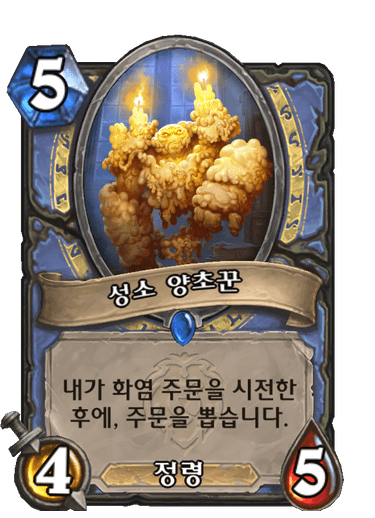 5
성소 양초꾼
내가 화염 주문을 시전한
후에, 주문을 뽑습니다.
4
정령
5